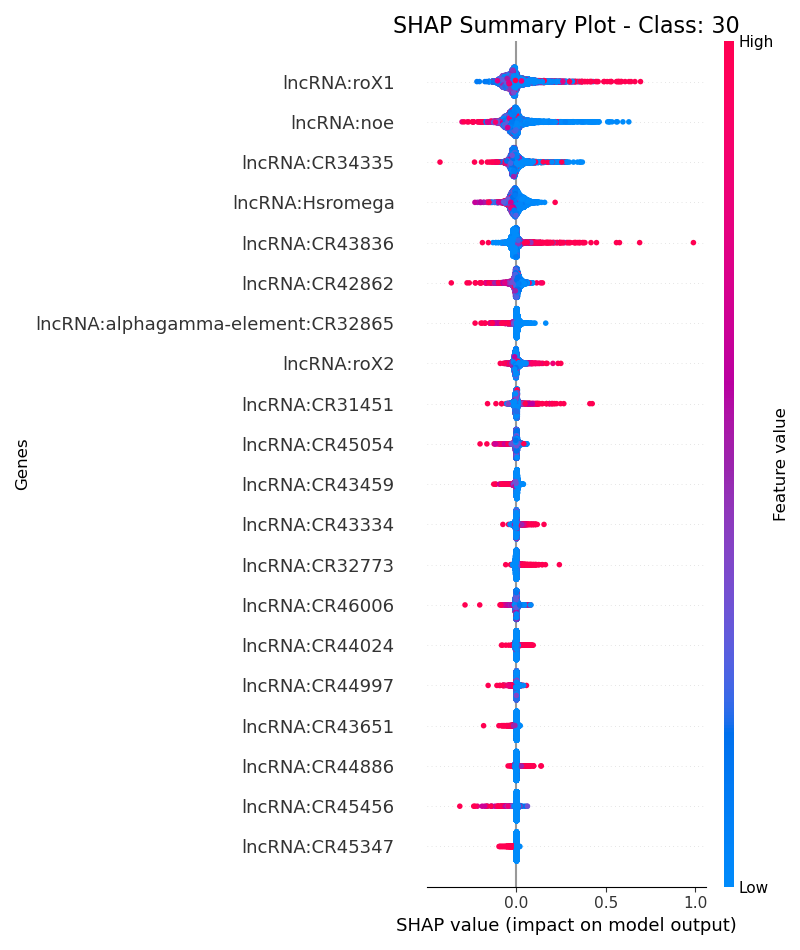 SHAP Summary Plot - Class: 30
High
lncRNA:roX1
lncRNA:noe
lncRNA:CR34335
lncRNA:Hsromega
lncRNA:CR43836
lncRNA:CR42862
lncRNA:alphagamma-element:CR32865
lncRNA:roX2
lncRNA:CR31451
lncRNA:CR45054
lncRNA:CR43459
lncRNA:CR43334
lncRNA:CR32773
lncRNA:CR46006
lncRNA:CR44024
lncRNA:CR44997
lncRNA:CR43651
lncRNA:CR44886
lncRNA:CR45456
lncRNA:CR45347
Genes
Feature value
Low
0.0 0.5 1.0
SHAP value (impact on model output)